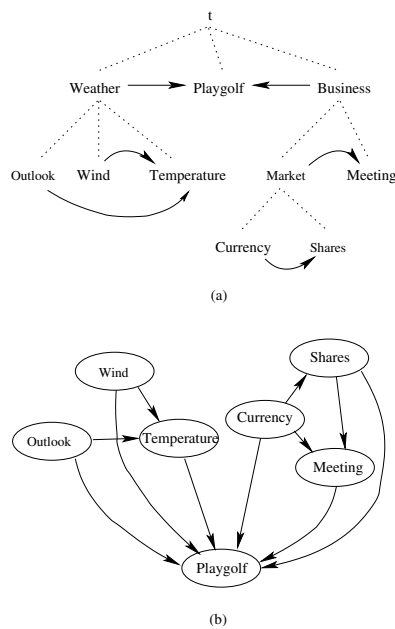 t
Weather Playgolf Business
Outlook Wind Temperature Market Meeting
Currency Shares
(a)
Shares
Wind
Currency
Outlook Temperature
Meeting
Playgolf
(b)